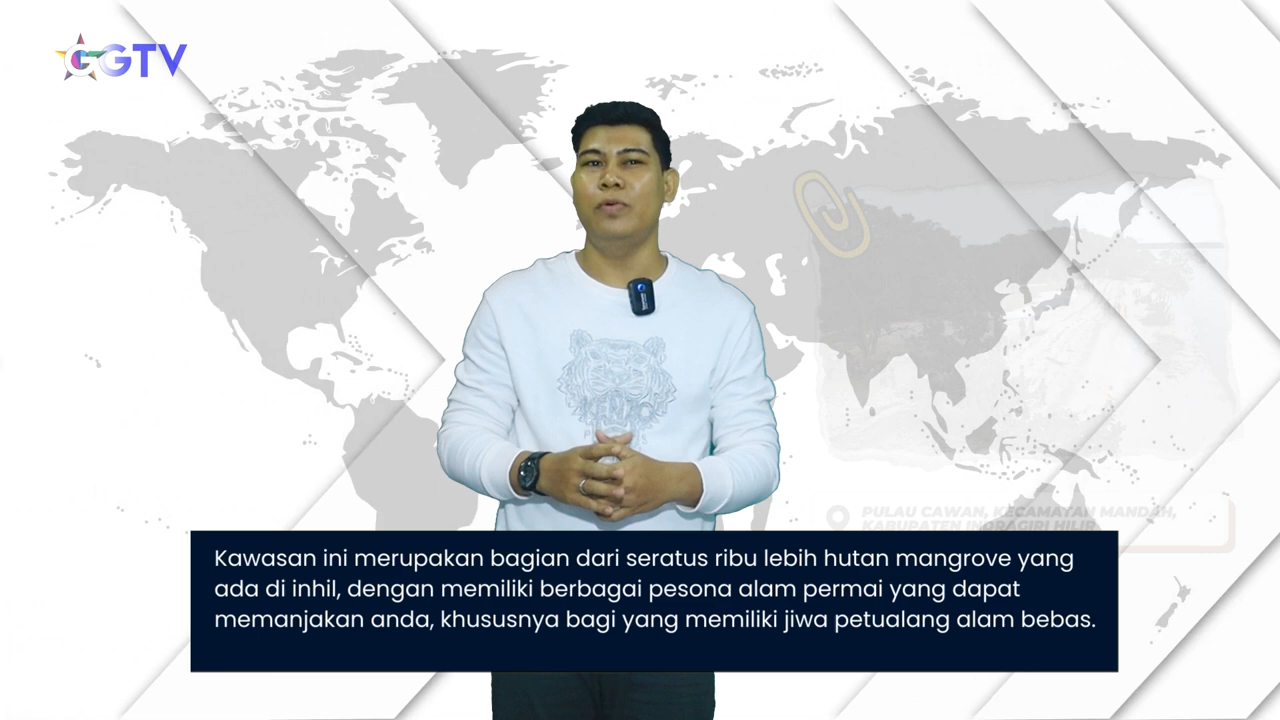 GGTV
KENZO
PULAU CAWAN, KECAMATAN MANDAH,
KABUPATEN INDRAGIRI HILIR
Kawasan ini merupakan bagian dari seratus ribu lebih hutan mangrove yang
ada di inhil, dengan memiliki berbagai pesona alam permai yang dapat
memanjakan anda, khususnya bagi yang memiliki jiwa petualang alam bebas.